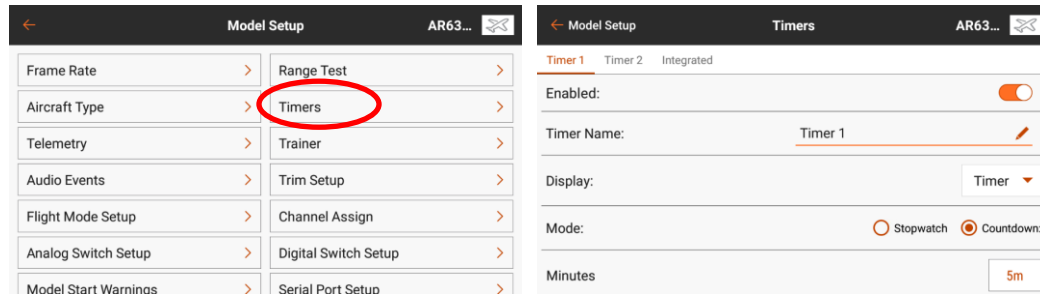 Model Setup AR63...
Frame Rate
Range Test
Aircraft Type
Timers
Telemetry
Trainer
Audio Events
Trim Setup
Flight Mode Setup
Channel Assign
Analog Switch Setup
Digital Switch Setup
Model Start Warnings
Serial Port Setup
Model Setup Timers AR63...
Timer 1 Timer 2 Integrated
Enabled:
Timer Name: Timer 1
Display: Timer
Mode: Stopwatch Countdown:
Minutes 5m